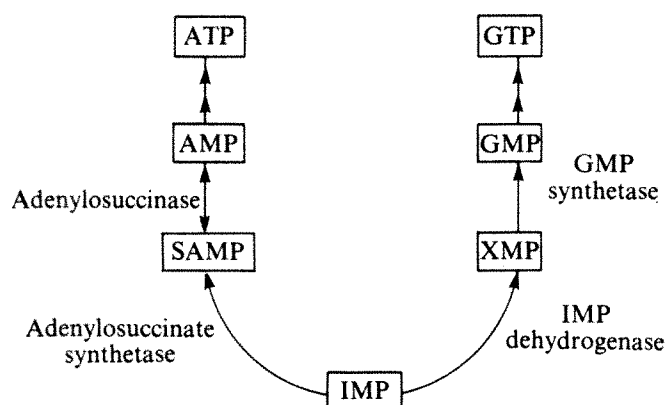 ATP
GTP
AMP
GMP
Adenylosuccinase
GMP
synthetase
SAMP
XMP
Adenylosuccinate
synthetase
IMP
dehydrogenase
IMP